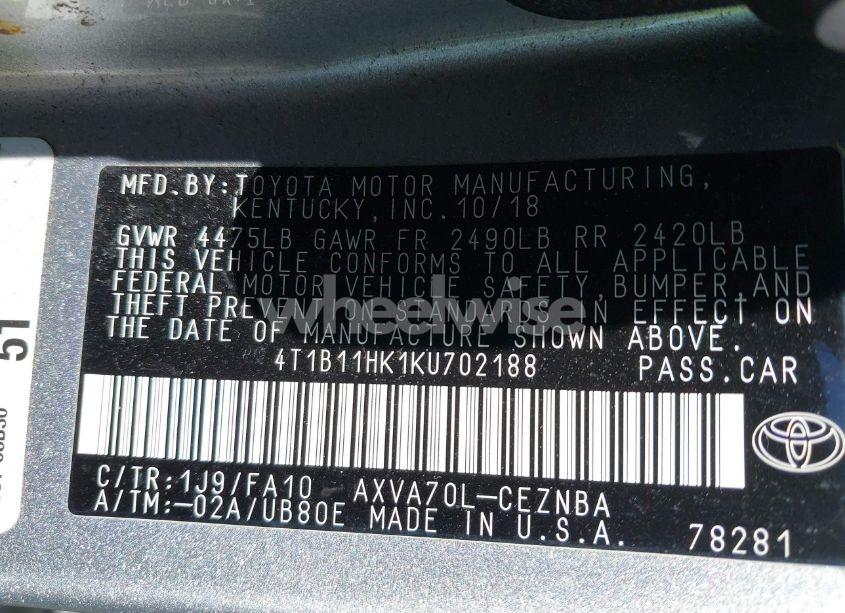 MFD.BY:TOYOTA MOTOR MANUFACTURING,
KENTUCKY,INC.10/18
GVWR 4475LB GAWR FR 2490LB RR 2420LB
THIS VEHICLE CONFORMS TO ALL APPLICABLE
FEDERAL MOTOR VEHICLE SAFETY,BUMPER,AND
THEFT PREVENTION STANDARDS IN EFFECT ON
THE DATE OF MANUFACTURE SHOWN ABOVE.
wheelwise
4T1B11HK1KU702188 PASS.CAR
C/TR:1J9/FA10 AXVA70L-CEZNBA
A/TM:-02A/UB80E MADE IN U.S.A. 78281
51